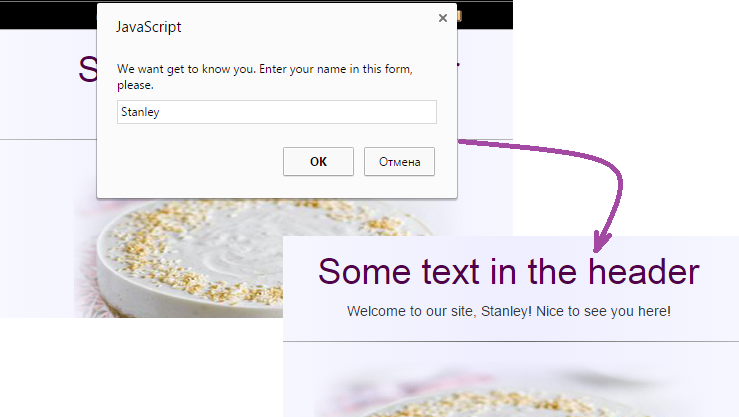 JavaScript
We want get to know you. Enter your name in this form,
please.
Stanley
OK
Отмена
Some text in the header
Welcome to our site, Stanley! Nice to see you here!